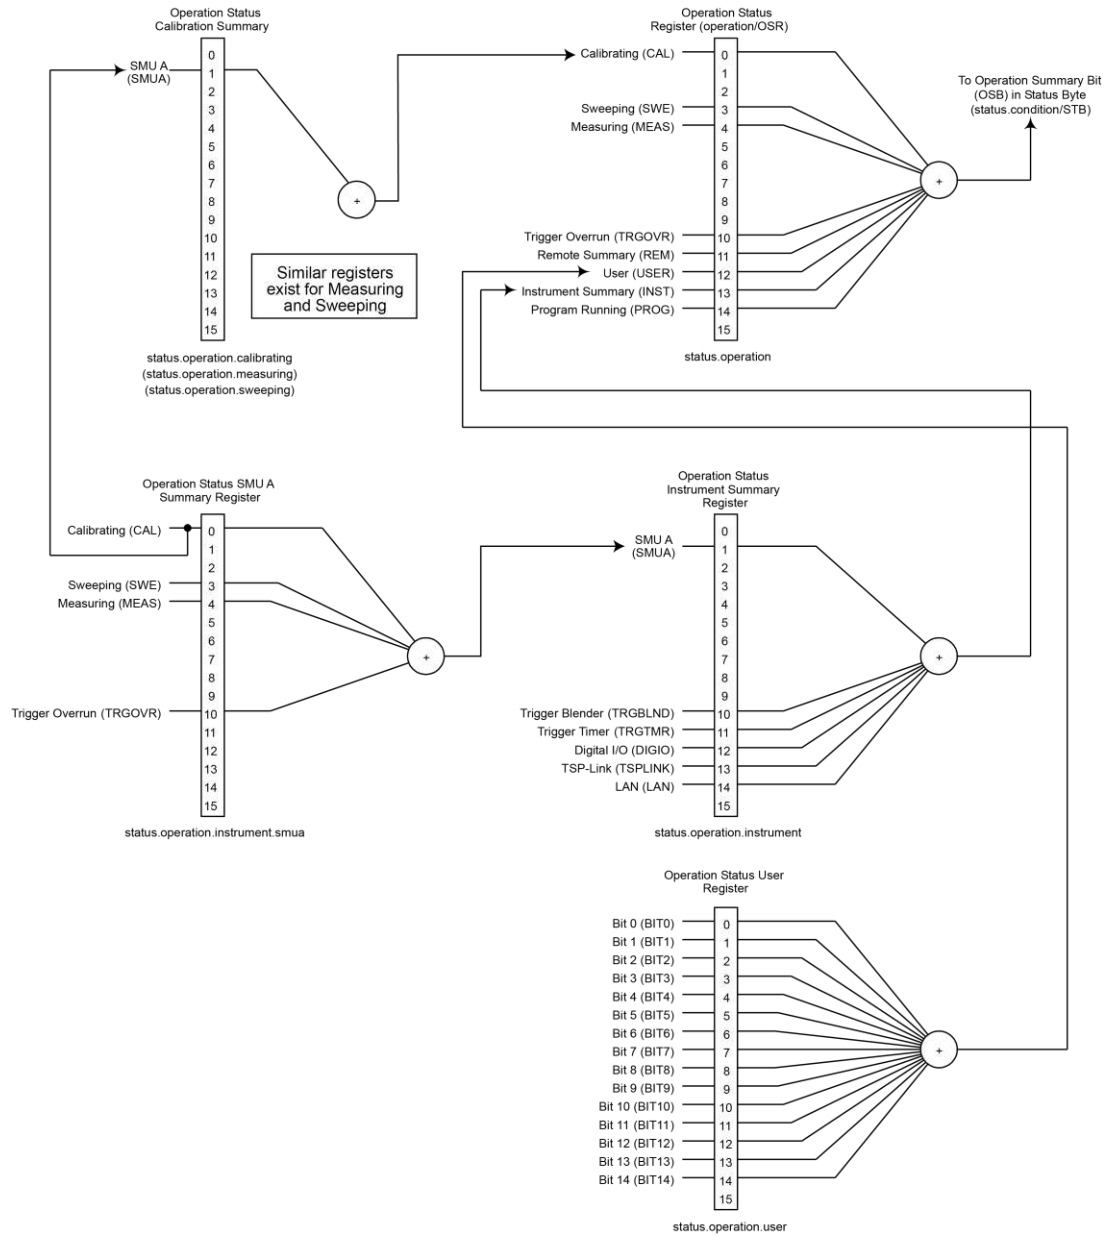 Operation Status
Calibration Summary
SMU A
(SMUA)
0
1
2
3
4
5
6
7
8
9
10
11
12
13
14
15
+
Similar registers
exist for Measuring
and Sweeping
status.operation.calibrating
(status.operation.measuring)
(status.operation.sweeping)
Operation Status
Register (operation/OSR)
Calibrating (CAL)
Sweeping (SWE)
Measuring (MEAS)
Trigger Overrun (TRGOVR)
Remote Summary (REM)
User (USER)
Instrument Summary (INST)
Program Running (PROG)
0
1
2
3
4
5
6
7
8
9
10
11
12
13
14
15
+
To Operation Summary Bit
(OSB) in Status Byte
(status.condition/STB)
status.operation
Operation Status SMU A
Summary Register
Calibrating (CAL)
Sweeping (SWE)
Measuring (MEAS)
Trigger Overrun (TRGOVR)
0
1
2
3
4
5
6
7
8
9
10
11
12
13
14
15
+
status.operation.instrument.smua
Operation Status
Instrument Summary
Register
SMU A
(SMUA)
Trigger Blender (TRGBLND)
Trigger Timer (TRGTMR)
Digital I/O (DIGIO)
TSP-Link (TSPLINK)
LAN (LAN)
0
1
2
3
4
5
6
7
8
9
10
11
12
13
14
15
+
status.operation.instrument
Operation Status User
Register
Bit 0 (BIT0)
Bit 1 (BIT1)
Bit 2 (BIT2)
Bit 3 (BIT3)
Bit 4 (BIT4)
Bit 5 (BIT5)
Bit 6 (BIT6)
Bit 7 (BIT7)
Bit 8 (BIT8)
Bit 9 (BIT9)
Bit 10 (BIT10)
Bit 11 (BIT11)
Bit 12 (BIT12)
Bit 13 (BIT13)
Bit 14 (BIT14)
0
1
2
3
4
5
6
7
8
9
10
11
12
13
14
15
+
status.operation.user